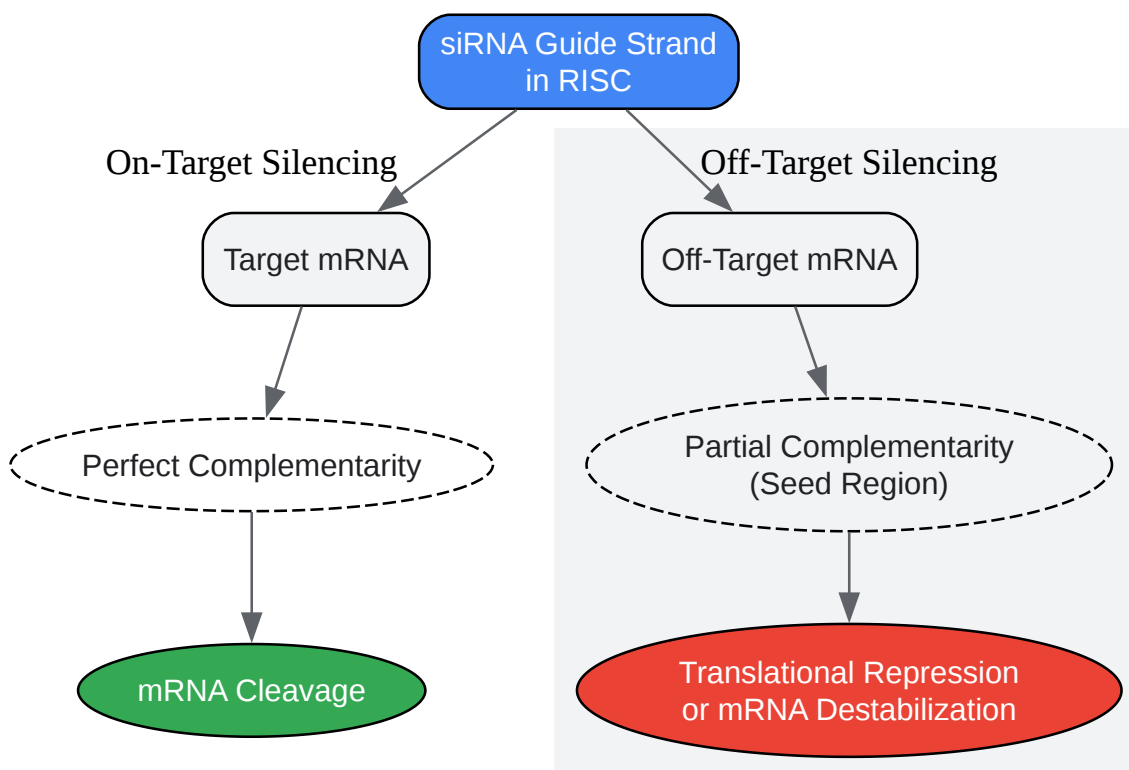 siRNA Guide Strand
in RISC
On-Target Silencing
Off-Target Silencing
Target mRNA
Off-Target mRNA
Perfect Complementarity
Partial Complementarity
(Seed Region)
mRNA Cleavage
Translational Repression
or mRNA Destabilization